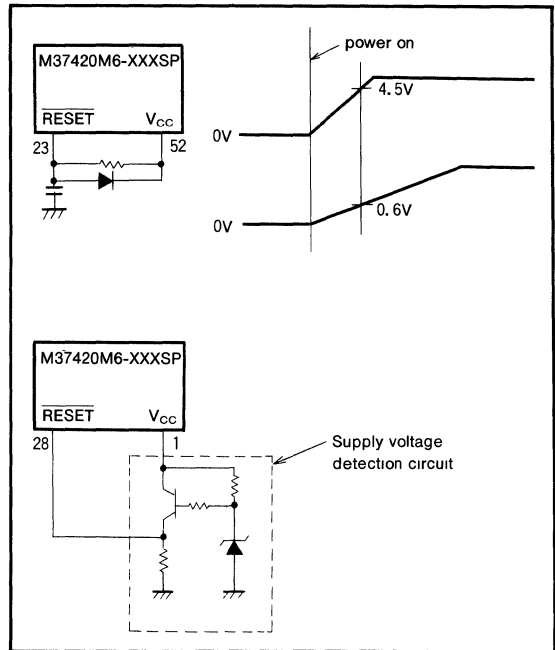 power on
M37420M6-XXXSP
4.5V
RESET VCC
0V
23 52
0.6V
0V
M37420M6-XXXSP
RESET VCC
28 1
Supply voltage
detection circuit